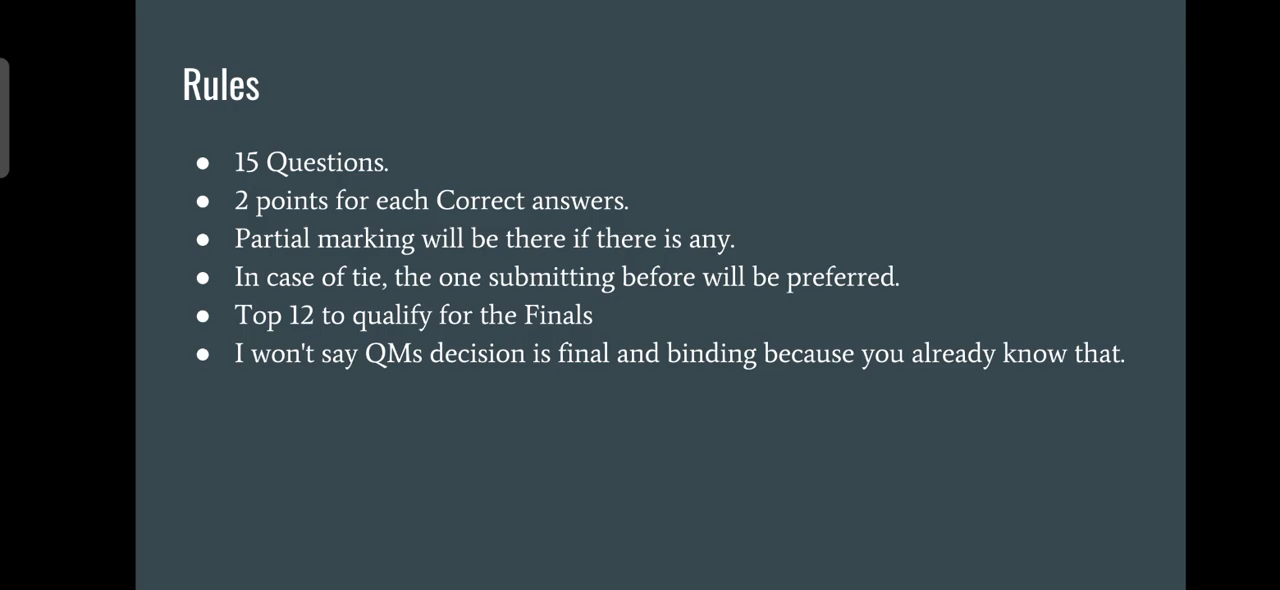 Rules
● 15 Questions.
● 2 points for each Correct answers.
● Partial marking will be there if there is any.
● In case of tie, the one submitting before will be preferred.
● Top 12 to qualify for the Finals
● I won't say QMs decision is final and binding because you already know that.